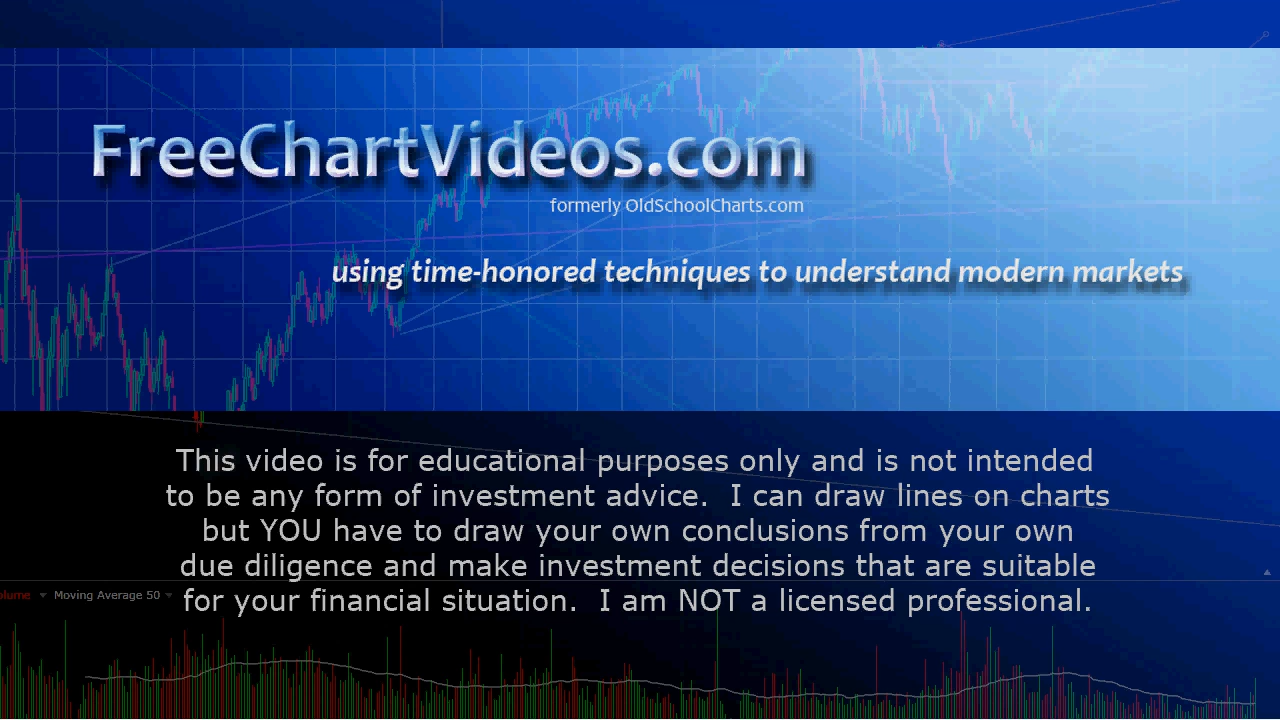 FreeChartVideos.com
formerly OldSchoolCharts.com
using time-honored techniques to understand modern markets
This video is for educational purposes only and is not intended
to be any form of investment advice.  I can draw lines on charts
but YOU have to draw your own conclusions from your own
due diligence and make investment decisions that are suitable
for your financial situation.  I am NOT a licensed professional.
olume Moving Average 50